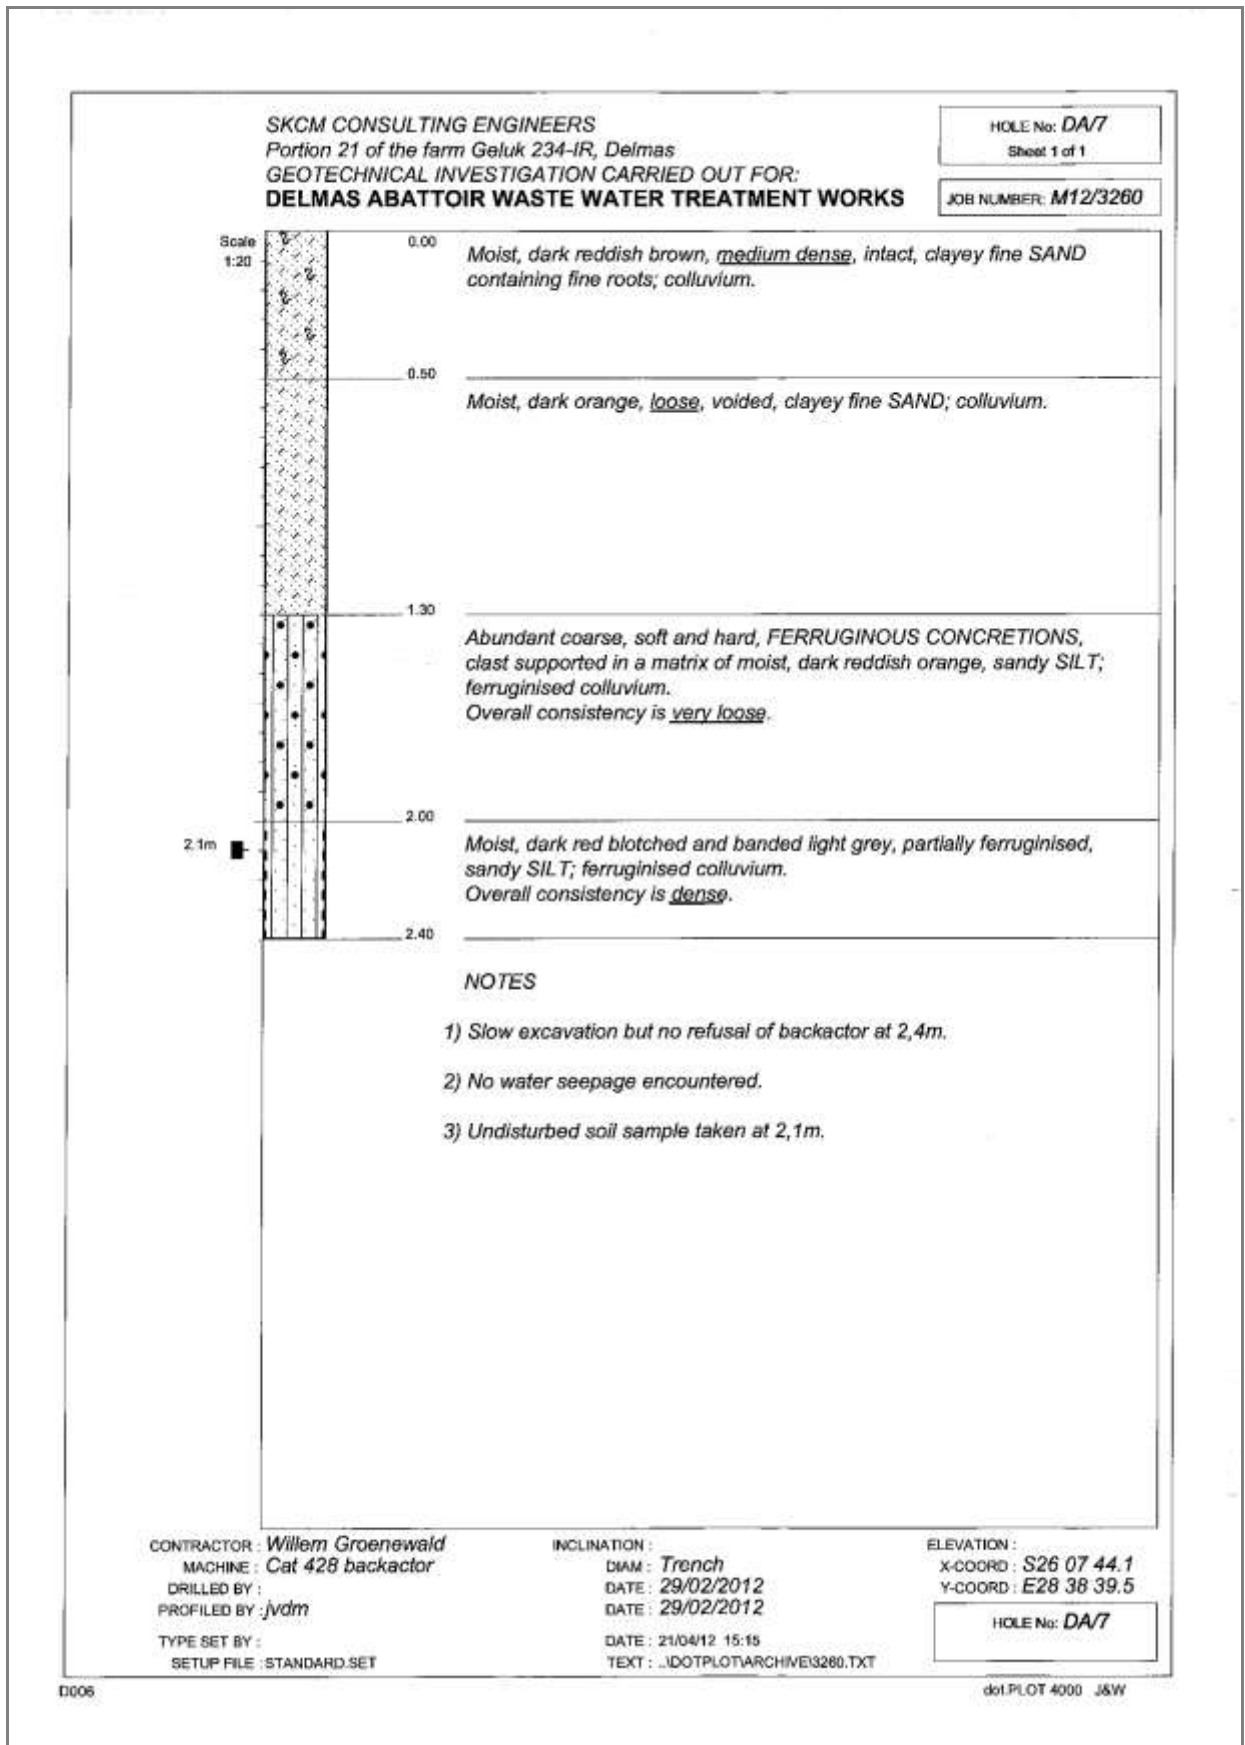 SKCM CONSULTING ENGINEERS
Portion 21 of the farm Geluk 234-IR, Delmas
GEOTECHNICAL INVESTIGATION CARRIED OUT FOR:
DELMAS ABATTOIR WASTE WATER TREATMENT WORKS
HOLE No: DA/7
Sheet 1 of 1
JOB NUMBER: M12/3260
Scale
1:20
0.00
Moist, dark reddish brown, medium dense, intact, clayey fine SAND
containing fine roots; colluvium.
0.50
Moist, dark orange, loose, voided, clayey fine SAND; colluvium.
1.30
Abundant coarse, soft and hard, FERRUGINOUS CONCRETIONS,
clast supported in a matrix of moist, dark reddish orange, sandy SILT;
ferruginised colluvium.
Overall consistency is very loose.
2.00
2.1m
Moist, dark red blotched and banded light grey, partially ferruginised,
sandy SILT; ferruginised colluvium.
Overall consistency is dense.
2.40
NOTES
1) Slow excavation but no refusal of backactor at 2,4m.
2) No water seepage encountered.
3) Undisturbed soil sample taken at 2,1m.
CONTRACTOR : Willem Groenewald
MACHINE : Cat 428 backactor
DRILLED BY :
PROFILED BY : jvdm
TYPE SET BY :
SETUP FILE : STANDARD.SET
INCLINATION :
DIAM : Trench
DATE : 29/02/2012
DATE : 29/02/2012
DATE : 21/04/12 15:15
TEXT : ..\DOTPLOT\ARCHIVE\3260.TXT
ELEVATION :
X-COORD : S26 07 44.1
Y-COORD : E28 38 39.5
HOLE No: DA/7
D006
dot.PLOT 4000 J&W